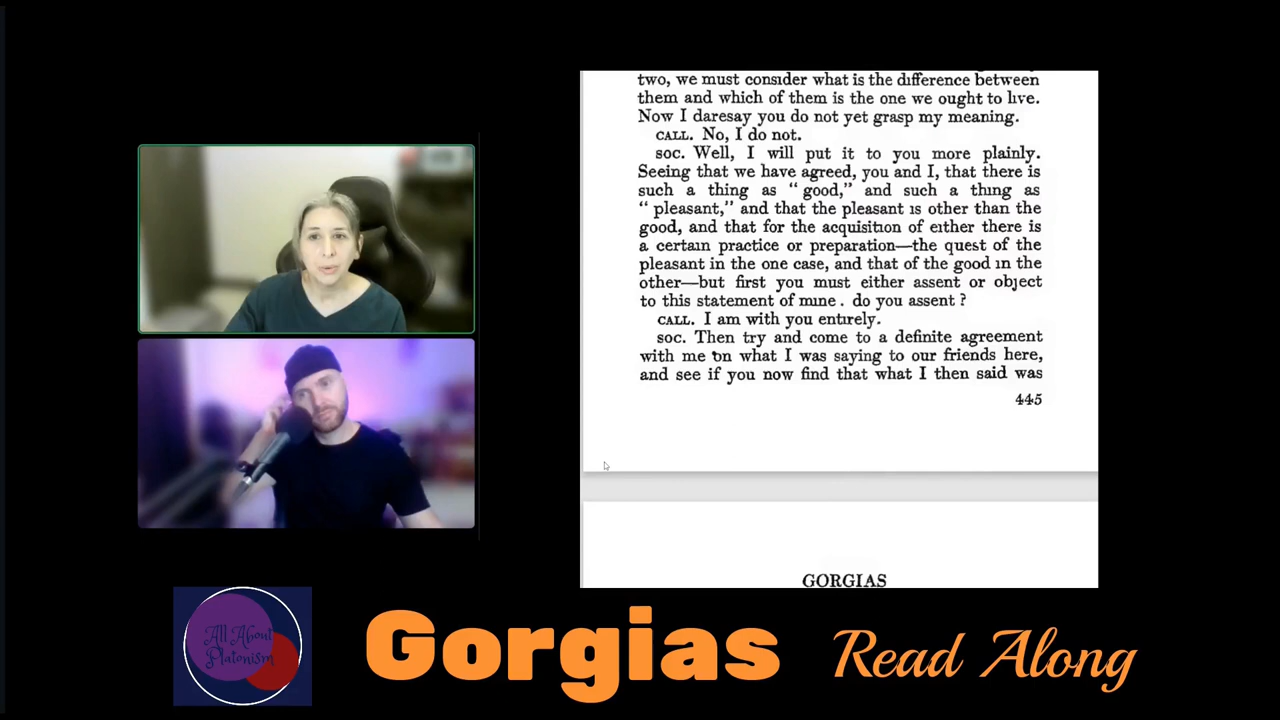 two, we must consider what is the difference between
them and which of them is the one we ought to live.
Now I daresay you do not yet grasp my meaning.
CALL. No, I do not.
SOC. Well, I will put it to you more plainly.
Seeing that we have agreed, you and I, that there is
such a thing as “ good,” and such a thing as
“ pleasant,” and that the pleasant is other than the
good, and that for the acquisition of either there is
a certain practice or preparation—the quest of the
pleasant in the one case, and that of the good in the
other—but first you must either assent or object
to this statement of mine . do you assent ?
CALL. I am with you entirely.
SOC. Then try and come to a definite agreement
with me on what I was saying to our friends here,
and see if you now find that what I then said was
445
GORGIAS
All About
Platonism
Gorgias Read Along